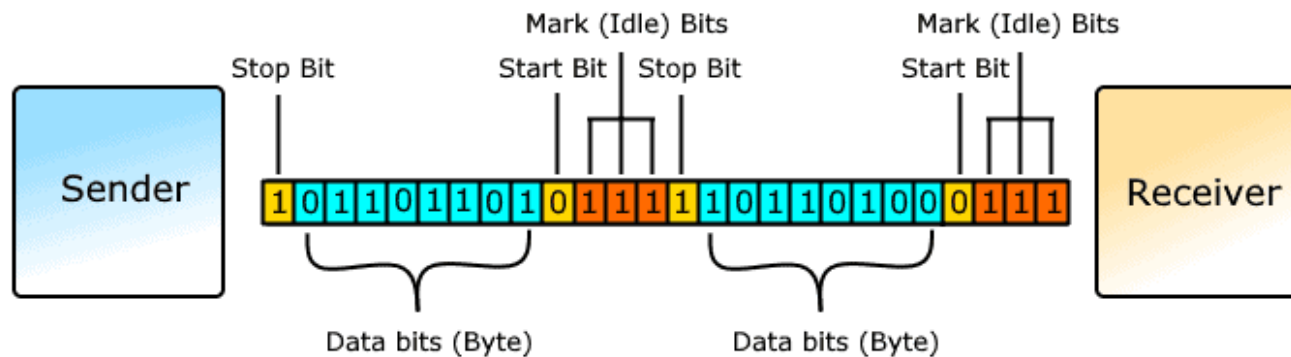 Mark (Idle) Bits
Mark (Idle) Bits
Stop Bit
Start Bit
Stop Bit
Start Bit
Sender
1 0 1 1 0 1 1 0 1 0 1 1 1 1 1 0 1 1 0 1 0 0 0 1 1 1
Receiver
Data bits (Byte)
Data bits (Byte)